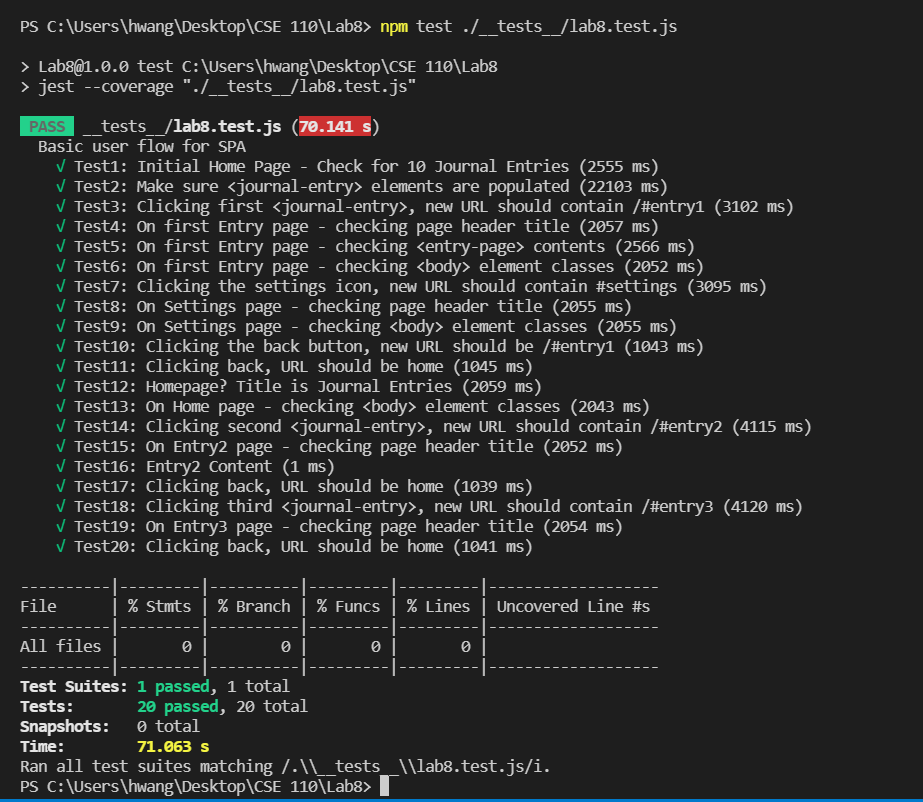 PS C:\Users\hwang\Desktop\CSE 110\Lab8> npm test ./__tests__/lab8.test.js
> Lab8@1.0.0 test C:\Users\hwang\Desktop\CSE 110\Lab8
> jest --coverage "./__tests__/lab8.test.js"
PASS __tests__/lab8.test.js (70.141 s)
Basic user flow for SPA
√ Test1: Initial Home Page - Check for 10 Journal Entries (2555 ms)
√ Test2: Make sure <journal-entry> elements are populated (22103 ms)
√ Test3: Clicking first <journal-entry>, new URL should contain /#entry1 (3102 ms)
√ Test4: On first Entry page - checking page header title (2057 ms)
√ Test5: On first Entry page - checking <entry-page> contents (2566 ms)
√ Test6: On first Entry page - checking <body> element classes (2052 ms)
√ Test7: Clicking the settings icon, new URL should contain #settings (3095 ms)
√ Test8: On Settings page - checking page header title (2055 ms)
√ Test9: On Settings page - checking <body> element classes (2055 ms)
√ Test10: Clicking the back button, new URL should be /#entry1 (1043 ms)
√ Test11: Clicking back, URL should be home (1045 ms)
√ Test12: Homepage? Title is Journal Entries (2059 ms)
√ Test13: On Home page - checking <body> element classes (2043 ms)
√ Test14: Clicking second <journal-entry>, new URL should contain /#entry2 (4115 ms)
√ Test15: On Entry2 page - checking page header title (2052 ms)
√ Test16: Entry2 Content (1 ms)
√ Test17: Clicking back, URL should be home (1039 ms)
√ Test18: Clicking third <journal-entry>, new URL should contain /#entry3 (4120 ms)
√ Test19: On Entry3 page - checking page header title (2054 ms)
√ Test20: Clicking back, URL should be home (1041 ms)
----------|---------|----------|---------|---------|-------------------
File      | % Stmts | % Branch | % Funcs | % Lines | Uncovered Line #s
----------|---------|----------|---------|---------|-------------------
All files |       0 |        0 |       0 |       0 |
----------|---------|----------|---------|---------|-------------------
Test Suites: 1 passed, 1 total
Tests:       20 passed, 20 total
Snapshots:   0 total
Time:        71.063 s
Ran all test suites matching /.\\__tests__\\lab8.test.js/i.
PS C:\Users\hwang\Desktop\CSE 110\Lab8>